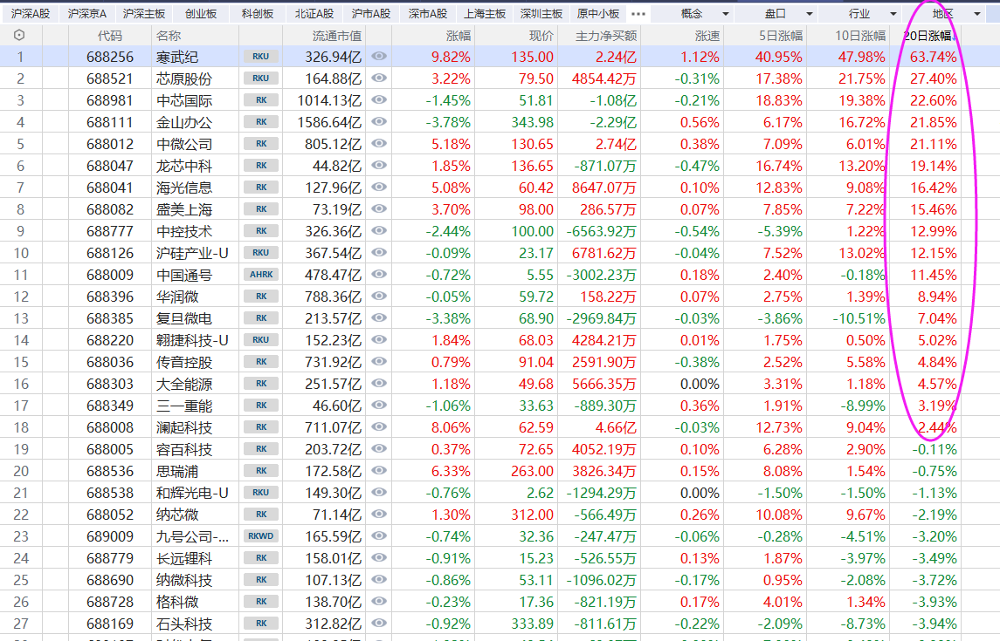 沪深A股 沪深京A 沪深主板 创业板 科创板 北证A股 沪市A股 深市A股 上海主板 深圳主板 原中小板 ••• 概念 盘口 行业 地区
代码 名称 流通市值 涨幅 现价 主力净买额 涨速 5日涨幅 10日涨幅 20日涨幅↓
1 688256 寒武纪 RKU 326.94亿 9.82% 135.00 2.24亿 1.12% 40.95% 47.98% 63.74%
2 688521 芯原股份 RKU 164.88亿 3.22% 79.50 4854.42万 -0.31% 17.38% 21.75% 27.40%
3 688981 中芯国际 RK 1014.13亿 -1.45% 51.81 -1.08亿 -0.21% 18.83% 19.38% 22.60%
4 688111 金山办公 RK 1586.64亿 -3.78% 343.98 -2.29亿 0.56% 6.17% 16.72% 21.85%
5 688012 中微公司 RK 805.12亿 5.18% 130.65 2.74亿 0.38% 7.09% 6.01% 21.11%
6 688047 龙芯中科 RK 44.82亿 1.85% 136.65 -871.07万 -0.47% 16.74% 13.20% 19.14%
7 688041 海光信息 RK 127.96亿 5.08% 60.42 8647.07万 0.10% 12.83% 9.08% 16.42%
8 688082 盛美上海 RK 73.19亿 3.70% 98.00 286.57万 0.07% 7.85% 7.22% 15.46%
9 688777 中控技术 RK 326.36亿 -2.44% 100.00 -6563.92万 -0.54% -5.39% 1.22% 12.99%
10 688126 沪硅产业-U RKU 367.54亿 -0.09% 23.17 6781.62万 -0.04% 7.52% 13.02% 12.15%
11 688009 中国通号 AHRK 478.47亿 -0.72% 5.55 -3002.23万 0.18% 2.40% -0.18% 11.45%
12 688396 华润微 RK 788.36亿 -0.05% 59.72 158.22万 0.07% 2.75% 1.39% 8.94%
13 688385 复旦微电 RK 213.57亿 -3.38% 68.90 -2969.84万 -0.03% -3.86% -10.51% 7.04%
14 688220 翱捷科技-U RKU 152.23亿 1.84% 68.03 4284.21万 0.01% 1.75% 0.50% 5.02%
15 688036 传音控股 RK 731.92亿 0.79% 91.04 2591.90万 -0.38% 2.52% 5.58% 4.84%
16 688303 大全能源 RK 251.57亿 1.18% 49.68 5666.35万 0.00% 3.31% 1.18% 4.57%
17 688349 三一重能 RK 46.60亿 -1.06% 33.63 -889.30万 0.36% 1.91% -8.99% 3.19%
18 688008 澜起科技 RK 711.07亿 8.06% 62.59 4.66亿 -0.03% 12.73% 9.04% 2.44%
19 688005 容百科技 RK 203.72亿 0.37% 72.65 4052.19万 0.10% 6.28% 2.90% -0.11%
20 688536 思瑞浦 RK 172.58亿 6.33% 263.00 3826.34万 0.15% 8.08% 1.54% -0.75%
21 688538 和辉光电-U RKU 149.30亿 -0.76% 2.62 -1294.29万 0.00% -1.50% -1.50% -1.13%
22 688052 纳芯微 RK 71.14亿 1.30% 312.00 -566.49万 0.26% 10.08% 9.67% -2.19%
23 689009 九号公司-... RKWD 165.59亿 -0.74% 32.36 -247.47万 -0.06% -0.28% -4.51% -3.20%
24 688779 长远锂科 RK 158.01亿 -0.91% 15.23 -526.55万 0.13% 1.87% -3.97% -3.49%
25 688690 纳微科技 RK 107.13亿 -0.86% 53.11 -1096.02万 -0.17% 0.95% -2.08% -3.72%
26 688728 格科微 RK 138.70亿 -0.23% 17.36 -821.19万 0.17% 4.01% 1.34% -3.93%
27 688169 石头科技 RK 312.82亿 -0.92% 333.89 -811.61万 -0.22% -2.09% -8.73% -3.94%